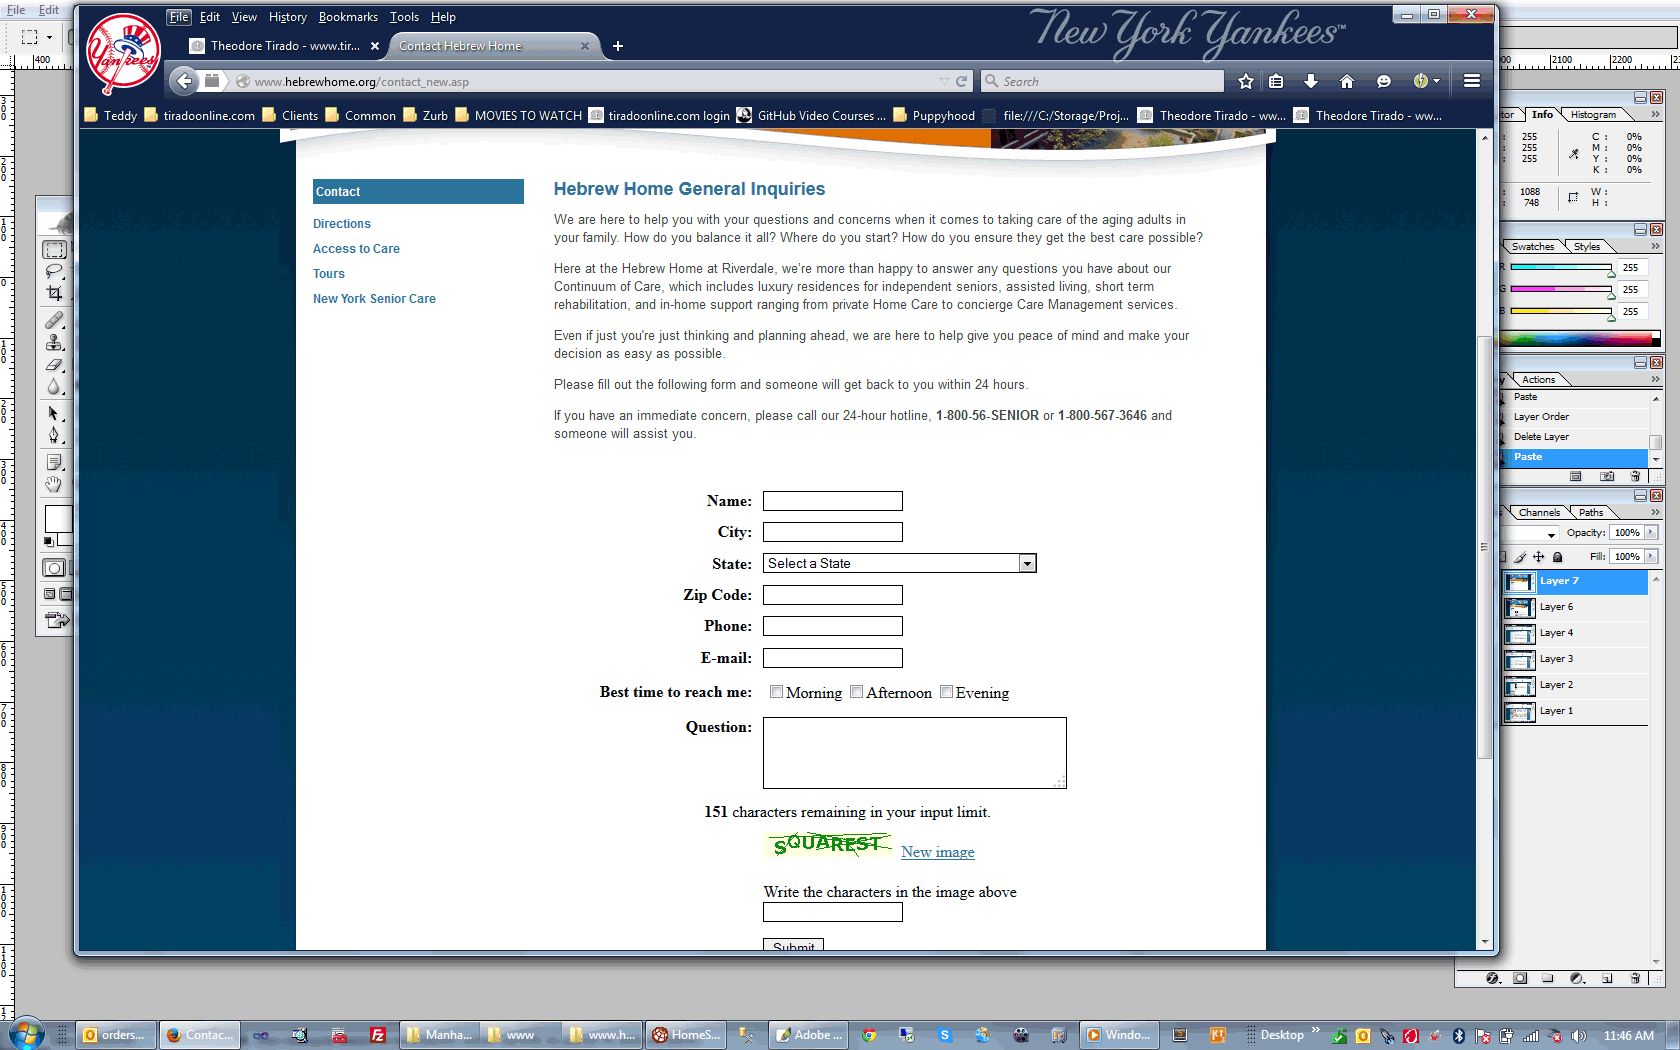 File Edit
File Edit View History Bookmarks Tools Help
New York Yankees™
Yankees
Theodore Tirado - www.tir...
Contact Hebrew Home
www.hebrewhome.org/contact_new.asp
Search
Teddy tiradoonline.com Clients Common Zurb MOVIES TO WATCH tiradoonline.com login GitHub Video Courses ... Puppyhood file:///C:/Storage/Proj... Theodore Tirado - ww... Theodore Tirado - ww...
Contact
Directions
Access to Care
Tours
New York Senior Care
Hebrew Home General Inquiries
We are here to help you with your questions and concerns when it comes to taking care of the aging adults in
your family. How do you balance it all? Where do you start? How do you ensure they get the best care possible?
Here at the Hebrew Home at Riverdale, we're more than happy to answer any questions you have about our
Continuum of Care, which includes luxury residences for independent seniors, assisted living, short term
rehabilitation, and in-home support ranging from private Home Care to concierge Care Management services.
Even if just you're just thinking and planning ahead, we are here to help give you peace of mind and make your
decision as easy as possible.
Please fill out the following form and someone will get back to you within 24 hours.
If you have an immediate concern, please call our 24-hour hotline, 1-800-56-SENIOR or 1-800-567-3646 and
someone will assist you.
Name:
City:
State: Select a State
Zip Code:
Phone:
E-mail:
Best time to reach me: Morning Afternoon Evening
Question:
151 characters remaining in your input limit.
SQUAREST New image
Write the characters in the image above
Submit
400
2100 2200
Info Histogram
255 C : 0%
255 M : 0%
255 Y : 0%
K : 0%
1088 W :
748 H :
Swatches Styles
R 255
G 255
B 255
Actions
Paste
Layer Order
Delete Layer
Paste
Channels Paths
Opacity: 100%
Fill: 100%
Layer 7
Layer 6
Layer 4
Layer 3
Layer 2
Layer 1
orders... Contac... Manha... www www.h... HomeS... Adobe ... Windo... Desktop 11:46 AM